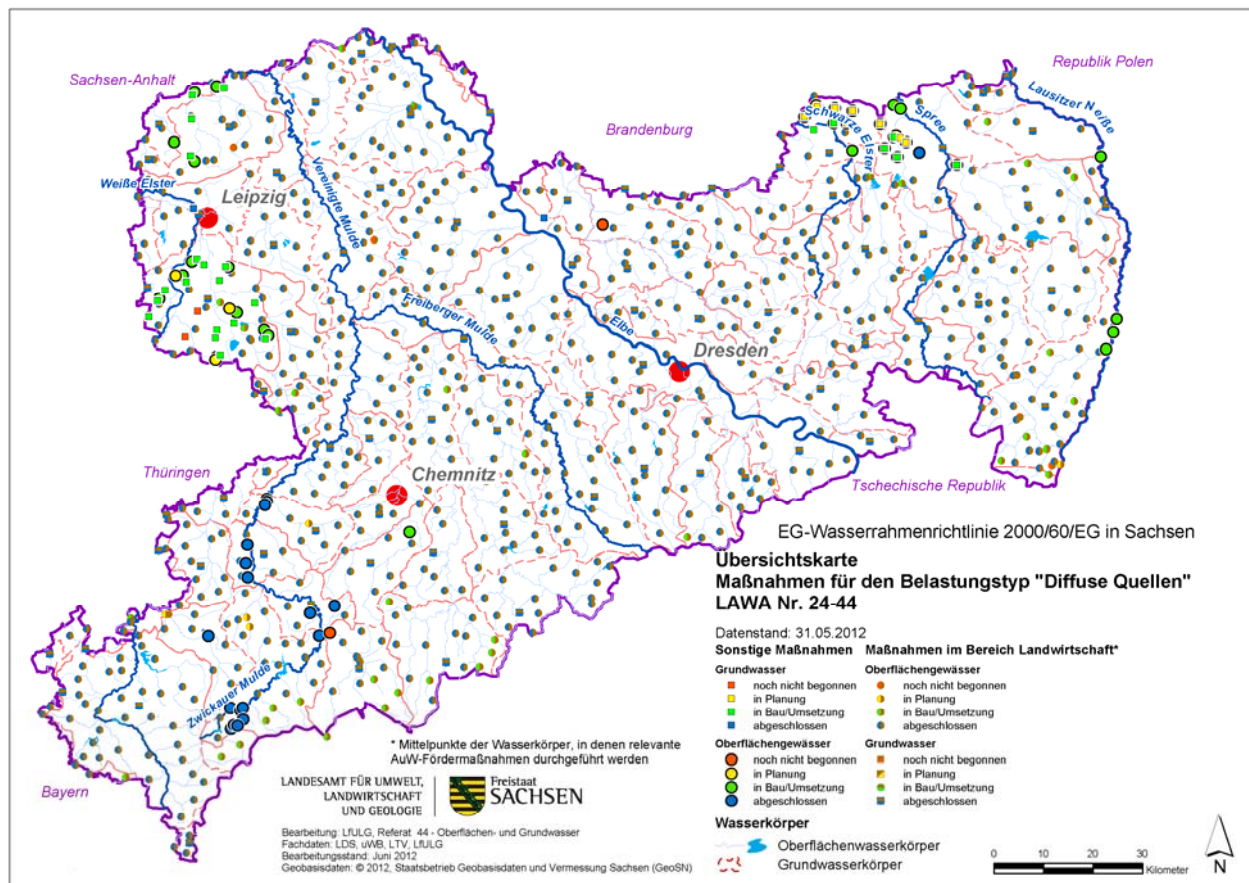 Sachsen-Anhalt
Republik Polen
Lausitzer Neiße
Schwarze Elster
Spree
Brandenburg
Weiße Elster
Leipzig
Vereinigte Mulde
Freiberger Mulde
Elbe
Dresden
Thüringen
Chemnitz
Tschechische Republik
Zwickauer Mulde
Bayern
EG-Wasserrahmenrichtlinie 2000/60/EG in Sachsen
Übersichtskarte
Maßnahmen für den Belastungstyp "Diffuse Quellen"
LAWA Nr. 24-44
Datenstand: 31.05.2012
Sonstige Maßnahmen Maßnahmen im Bereich Landwirtschaft*
Grundwasser Oberflächengewässer
noch nicht begonnen noch nicht begonnen
in Planung in Planung
in Bau/Umsetzung in Bau/Umsetzung
abgeschlossen abgeschlossen
Oberflächengewässer Grundwasser
noch nicht begonnen noch nicht begonnen
in Planung in Planung
in Bau/Umsetzung in Bau/Umsetzung
abgeschlossen abgeschlossen
Wasserkörper
Oberflächenwasserkörper
Grundwasserkörper
* Mittelpunkte der Wasserkörper, in denen relevante
AuW-Fördermaßnahmen durchgeführt werden
LANDESAMT FÜR UMWELT,
LANDWIRTSCHAFT
UND GEOLOGIE
Freistaat
SACHSEN
Bearbeitung: LfULG, Referat 44 - Oberflächen- und Grundwasser
Fachdaten: LDS, uWB, LTV, LfULG
Bearbeitungsstand: Juni 2012
Geobasisdaten: © 2012, Staatsbetrieb Geobasisdaten und Vermessung Sachsen (GeoSN)
0 5 10 20 30
Kilometer
N